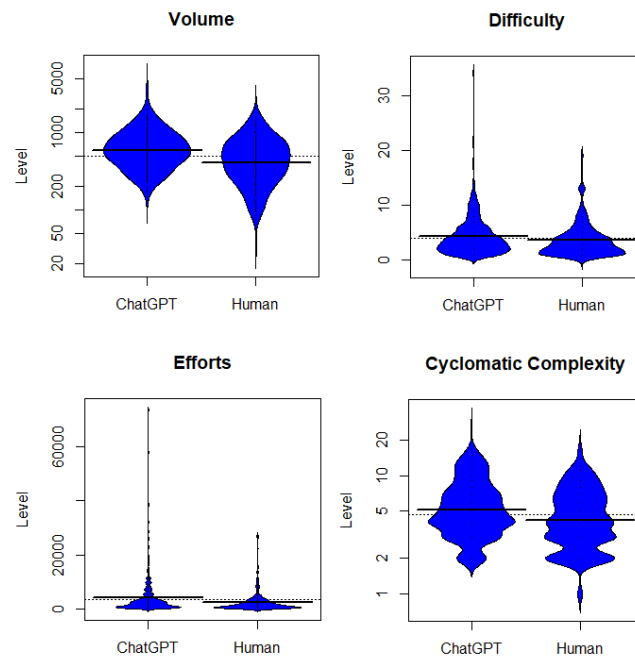 Volume
Level
5000
1000
200
50
20
ChatGPT
Human
Difficulty
Level
30
20
10
0
ChatGPT
Human
Efforts
Level
60000
20000
0
ChatGPT
Human
Cyclomatic Complexity
Level
20
10
5
2
1
ChatGPT
Human